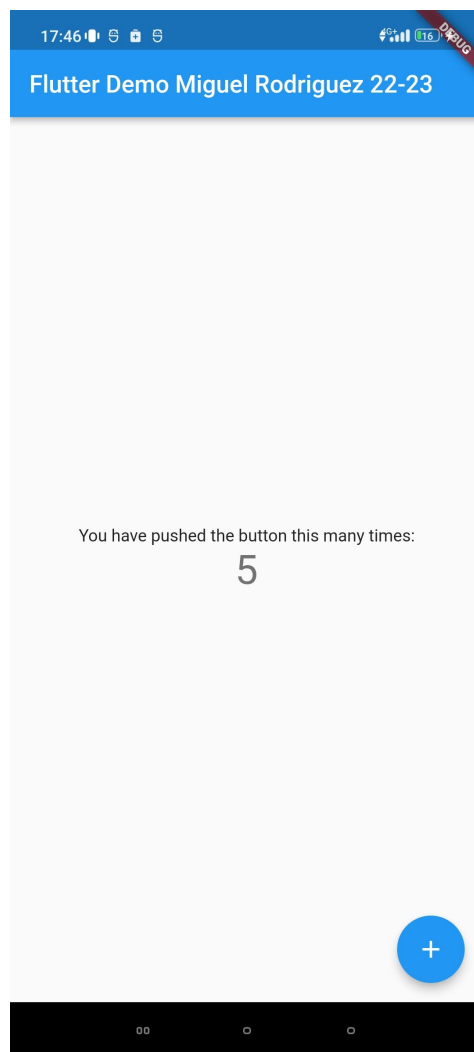 17:46
4G+
16
DEBUG
Flutter Demo Miguel Rodriguez 22-23
You have pushed the button this many times:
5